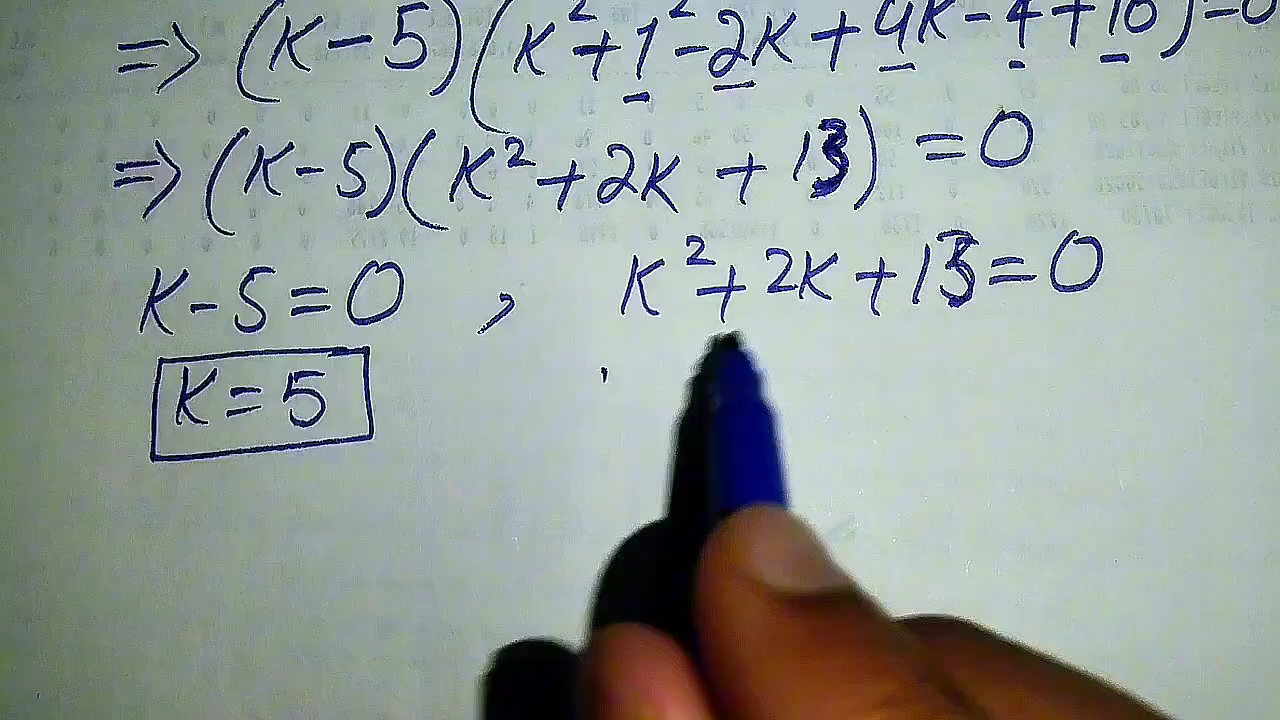 => (K-5)(K²+1²-2K+4K-4+16)=0
=> (K-5)(K²+2K+13)=0
K-5=0 , K²+2K+13=0
K=5